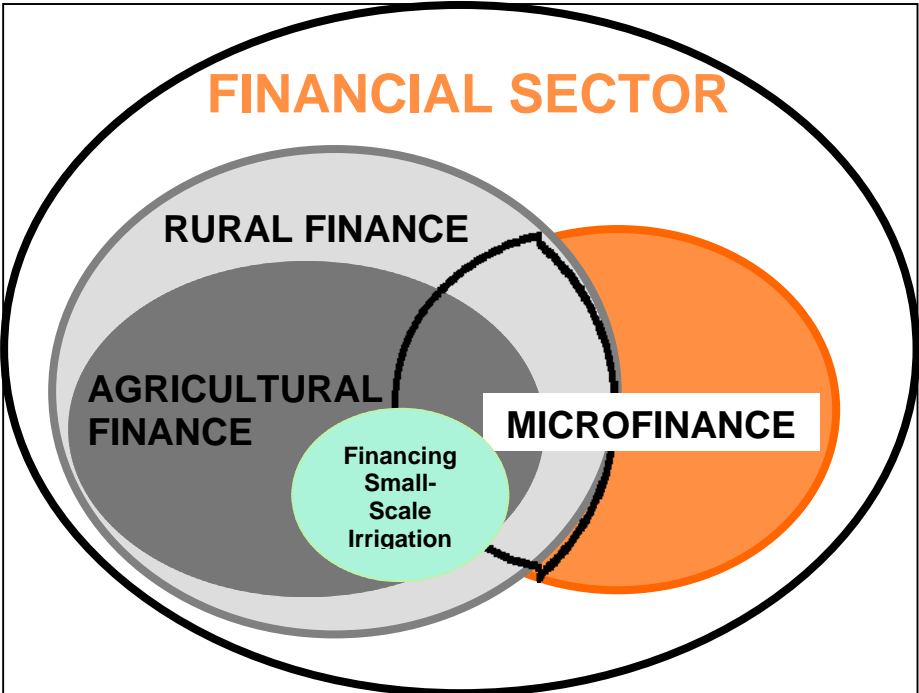 FINANCIAL SECTOR
RURAL FINANCE
AGRICULTURAL
FINANCE
MICROFINANCE
Financing
Small-
Scale
Irrigation